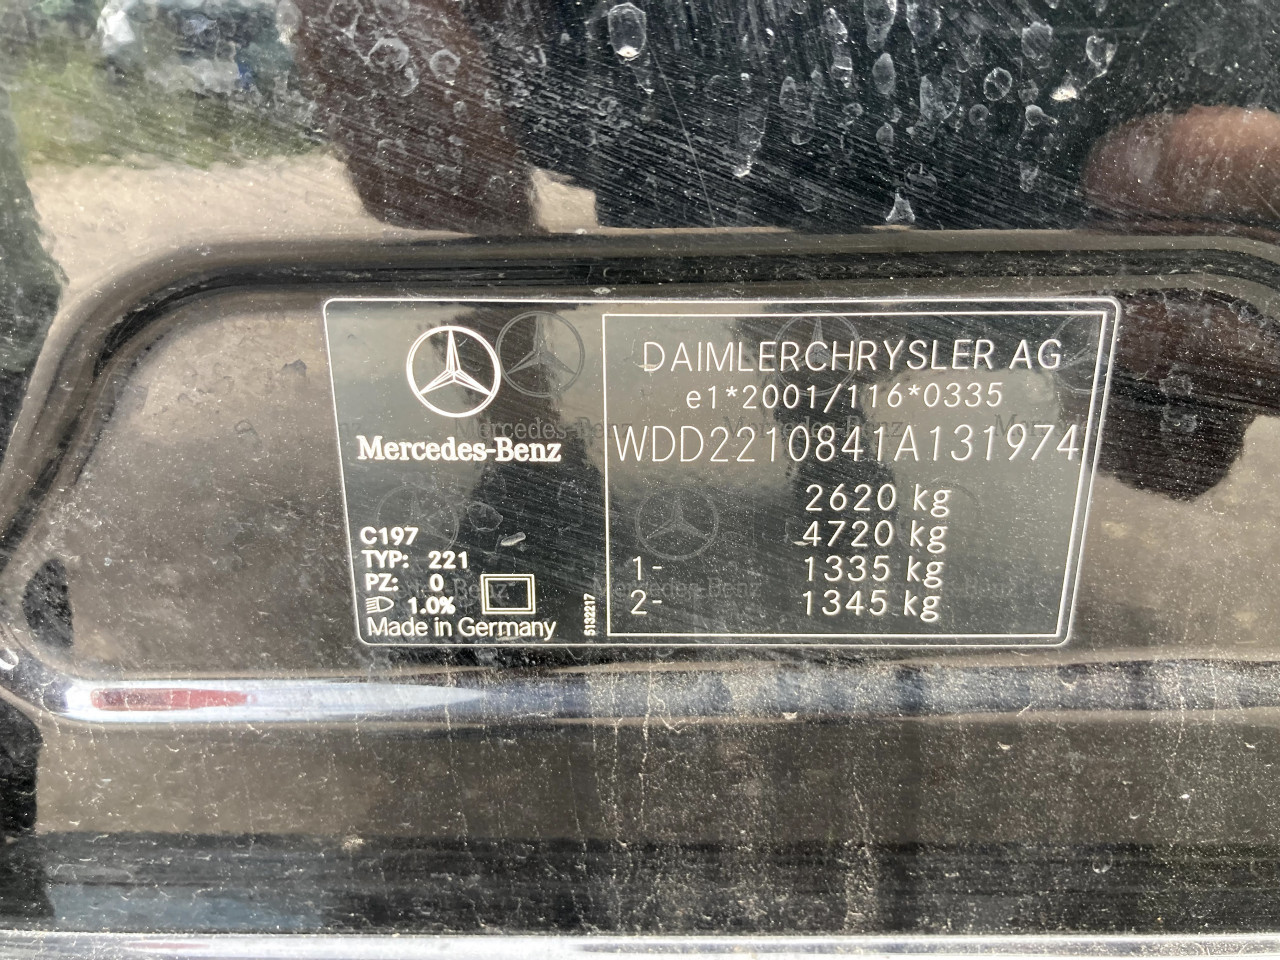 Mercedes-Benz
C197
TYP: 221
PZ: 0
1.0%
Made in Germany
5132217
DAIMLERCHRYSLER AG
e1*2001/116*0335
WDD2210841A131974
2620 kg
4720 kg
1- 1335 kg
2- 1345 kg